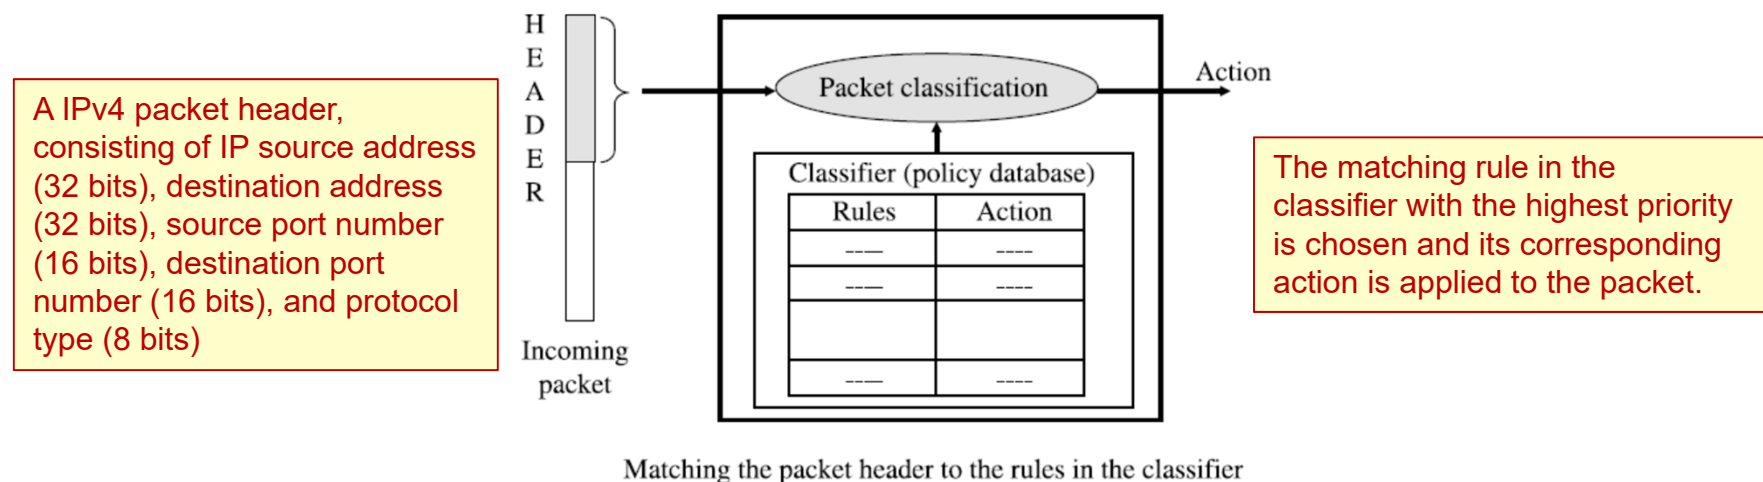 A IPv4 packet header,
consisting of IP source address
(32 bits), destination address
(32 bits), source port number
(16 bits), destination port
number (16 bits), and protocol
type (8 bits)
H
E
A
D
E
R
Incoming
packet
Packet classification
Classifier (policy database)
Rules Action
----- ----
----- ----
----- ----
Action
The matching rule in the
classifier with the highest priority
is chosen and its corresponding
action is applied to the packet.
Matching the packet header to the rules in the classifier